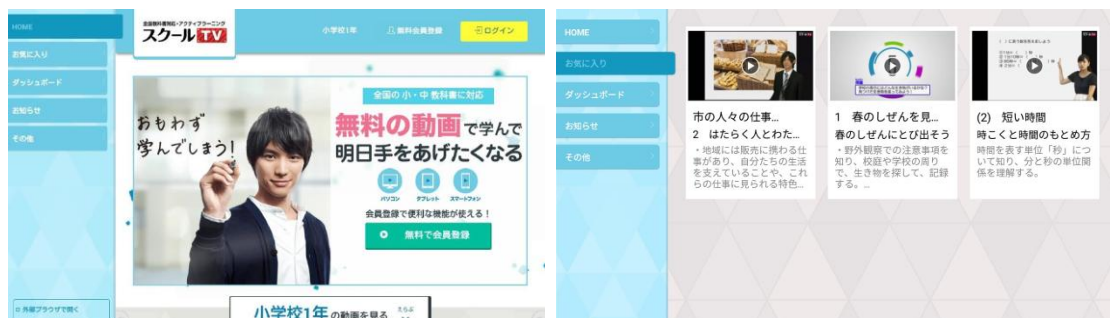 HOME
お気に入り
ダッシュボード
お知らせ
その他
外部ブラウザで開く
全国教科書対応・アクティブラーニング
スクールTV
小学校1年
無料会員登録
ログイン
おもわず
学んでしまう!
全国の小・中 教科書に対応
無料の動画で学んで
明日手をあげたくなる
パソコン
タブレット
スマートフォン
会員登録で便利な機能が使える!
無料で会員登録
小学校1年の動画を見る
えらぶ
HOME
お気に入り
ダッシュボード
お知らせ
その他
市の人々の仕事...
2 はたらく人とわた...
・地域には販売に携わる仕
事があり、自分たちの生活
を支えていることや、これ
らの仕事に見られる特色...
1 春のしぜんを見...
春のしぜんにとび出そう
・野外観察での注意事項を
知り、校庭や学校の周り
で、生き物を探して、記録
する。...
(2) 短い時間
時こくと時間のもとめ方
時間を表す単位「秒」につ
いて知り、分と秒の単位関
係を理解する。